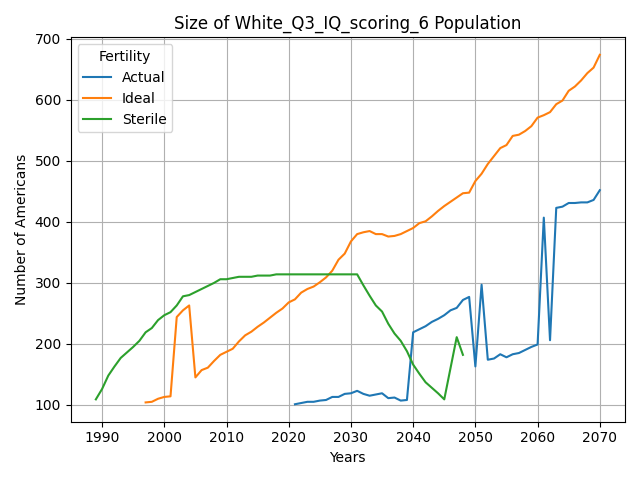 Size of White_Q3_IQ_scoring_6 Population
Fertility
Actual
Ideal
Sterile
Number of Americans
700
600
500
400
300
200
100
1990 2000 2010 2020 2030 2040 2050 2060 2070
Years